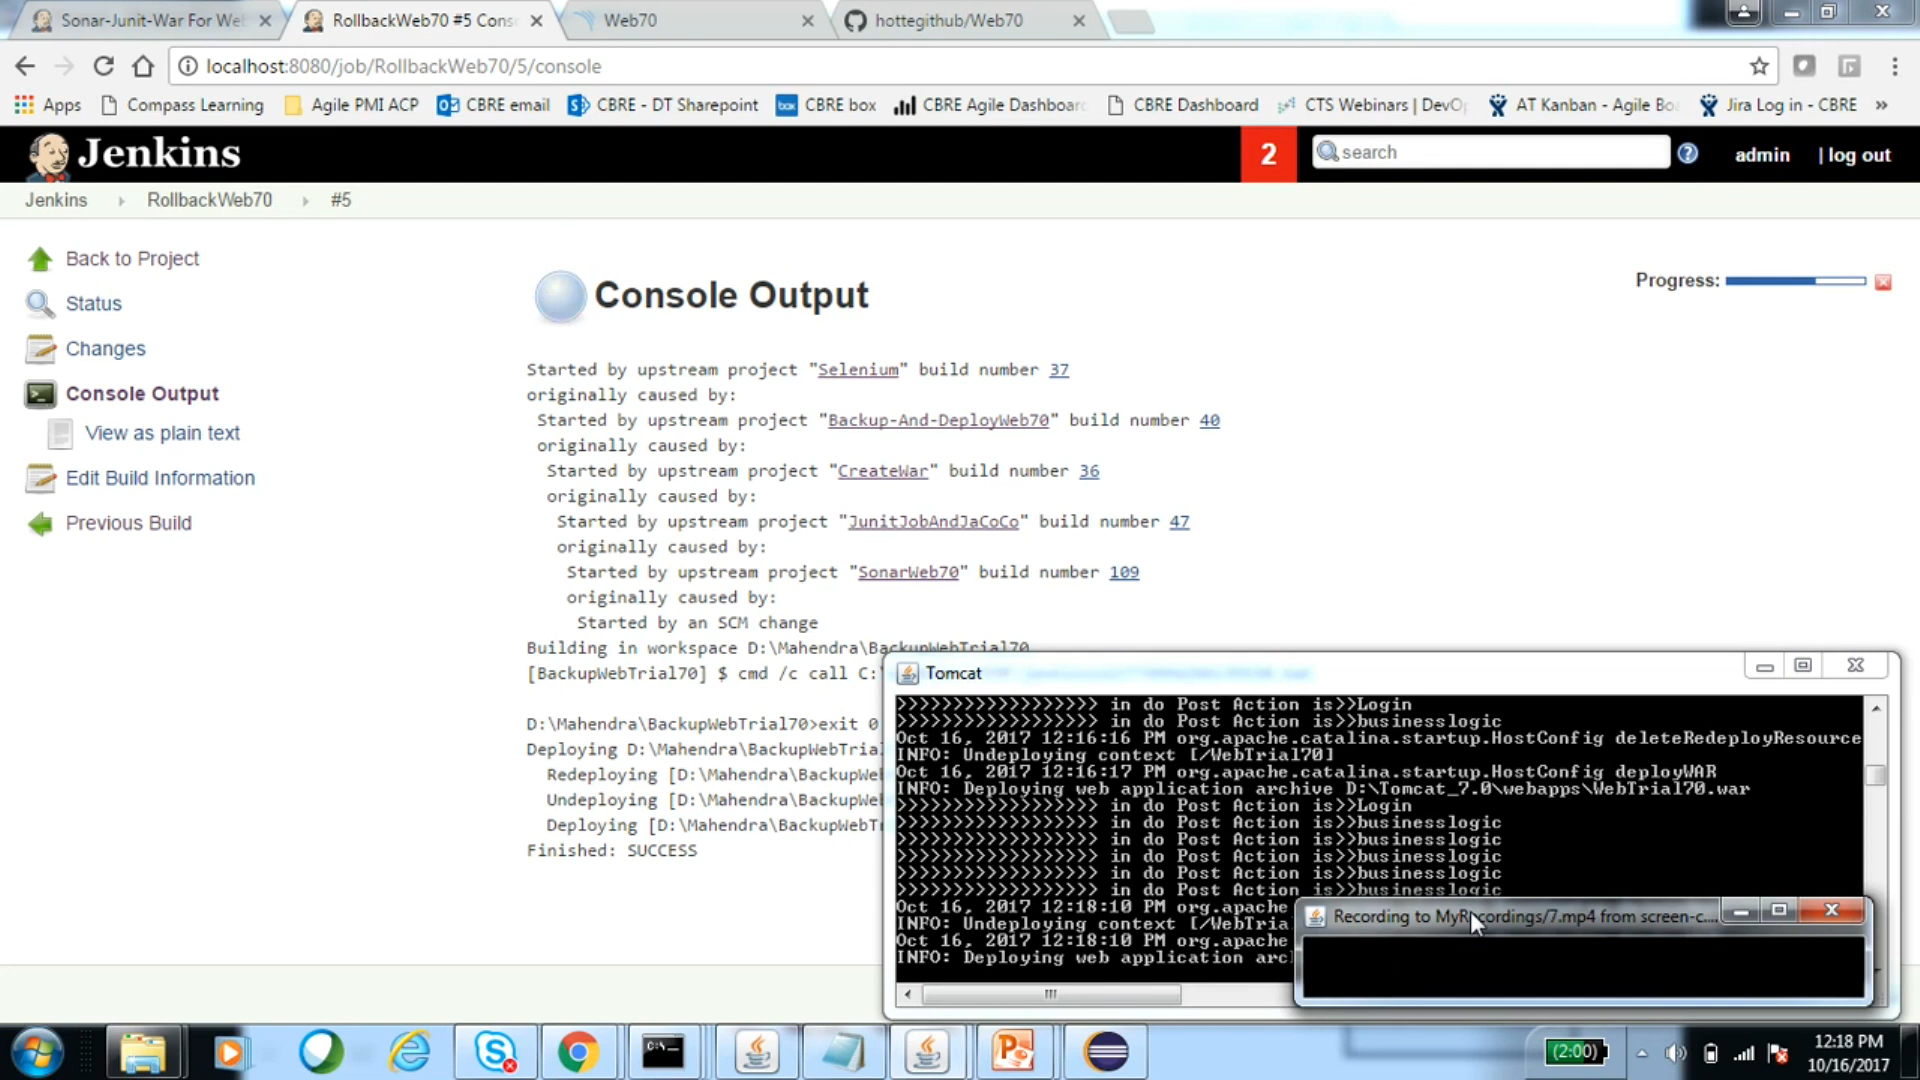 Sonar-Junit-War For We
RollbackWeb70 #5 Cons
Web70
hottegithub/Web70
localhost:8080/job/RollbackWeb70/5/console
Apps
Compass Learning
Agile PMI ACP
CBRE email
CBRE - DT Sharepoint
box CBRE box
CBRE Agile Dashboar
CBRE Dashboard
CTS Webinars | DevO
AT Kanban - Agile Bo
Jira Log in - CBRE
»
Jenkins
2
search
admin
| log out
Jenkins
RollbackWeb70
#5
Back to Project
Status
Changes
Console Output
View as plain text
Edit Build Information
Previous Build
Console Output
Progress:
Started by upstream project "Selenium" build number 37
originally caused by:
Started by upstream project "Backup-And-DeployWeb70" build number 40
originally caused by:
Started by upstream project "CreateWar" build number 36
originally caused by:
Started by upstream project "JunitJobAndJaCoCo" build number 47
originally caused by:
Started by upstream project "SonarWeb70" build number 109
originally caused by:
Started by an SCM change
Building in workspace D:\Mahendra\BackupWebTrial70
[BackupWebTrial70] $ cmd /c call C:
D:\Mahendra\BackupWebTrial70>exit 0
Deploying D:\Mahendra\BackupWebTria
Redeploying [D:\Mahendra\BackupWe
Undeploying [D:\Mahendra\BackupWe
Deploying [D:\Mahendra\BackupWebT
Finished: SUCCESS
Tomcat
>>>>>>>>>>>>>>>>>> in do Post Action is>>Login
>>>>>>>>>>>>>>>>>> in do Post Action is>>businesslogic
Oct 16, 2017 12:16:16 PM org.apache.catalina.startup.HostConfig deleteRedeployResource
INFO: Undeploying context [/WebTrial70]
Oct 16, 2017 12:16:17 PM org.apache.catalina.startup.HostConfig deployWAR
INFO: Deploying web application archive D:\Tomcat_7.0\webapps\WebTrial70.war
>>>>>>>>>>>>>>>>>> in do Post Action is>>Login
>>>>>>>>>>>>>>>>>> in do Post Action is>>businesslogic
>>>>>>>>>>>>>>>>>> in do Post Action is>>businesslogic
>>>>>>>>>>>>>>>>>> in do Post Action is>>businesslogic
>>>>>>>>>>>>>>>>>> in do Post Action is>>businesslogic
>>>>>>>>>>>>>>>>>> in do Post Action is>>businesslogic
Oct 16, 2017 12:18:10 PM org.apache
INFO: Undeploying context [/WebTria
Oct 16, 2017 12:18:10 PM org.apache
INFO: Deploying web application arc
Recording to MyRecordings/7.mp4 from screen-c....
(2:00)
12:18 PM
10/16/2017